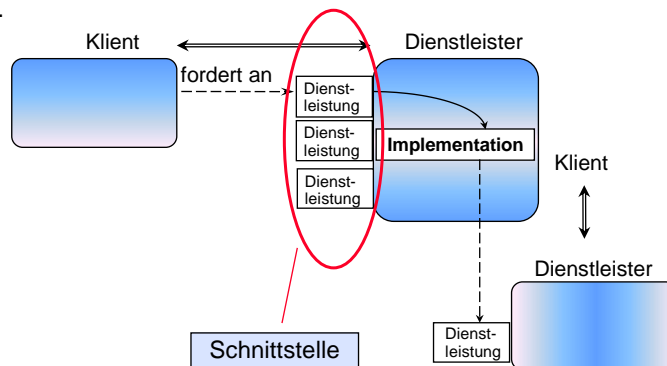 Klient
Dienstleister
fordert an
Dienst-
leistung
Dienst-
leistung
Implementation
Dienst-
leistung
Klient
Dienstleister
Dienst-
leistung
Schnittstelle